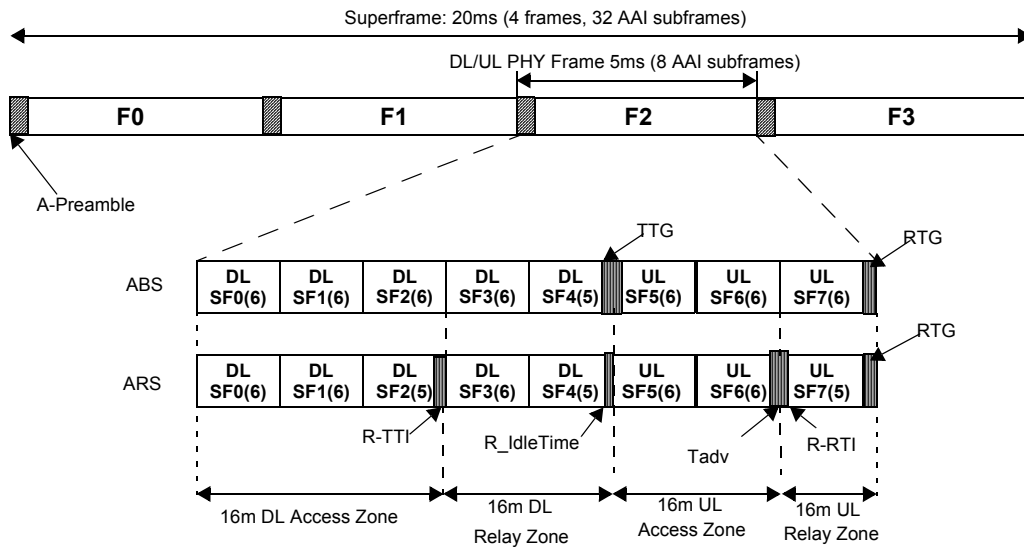 Superframe: 20ms (4 frames, 32 AAI subframes)
DL/UL PHY Frame 5ms (8 AAI subframes)
F0 F1 F2 F3
A-Preamble
TTG
RTG
ABS
DL DL DL DL DL UL UL UL
SF0(6) SF1(6) SF2(6) SF3(6) SF4(5) SF5(6) SF6(6) SF7(6)
RTG
ARS
DL DL DL DL DL UL UL UL
SF0(6) SF1(6) SF2(5) SF3(6) SF4(5) SF5(6) SF6(6) SF7(5)
R-TTI R_IdleTime Tadv R-RTI
16m DL Access Zone
16m DL
Relay Zone
16m UL
Access Zone
16m UL
Relay Zone